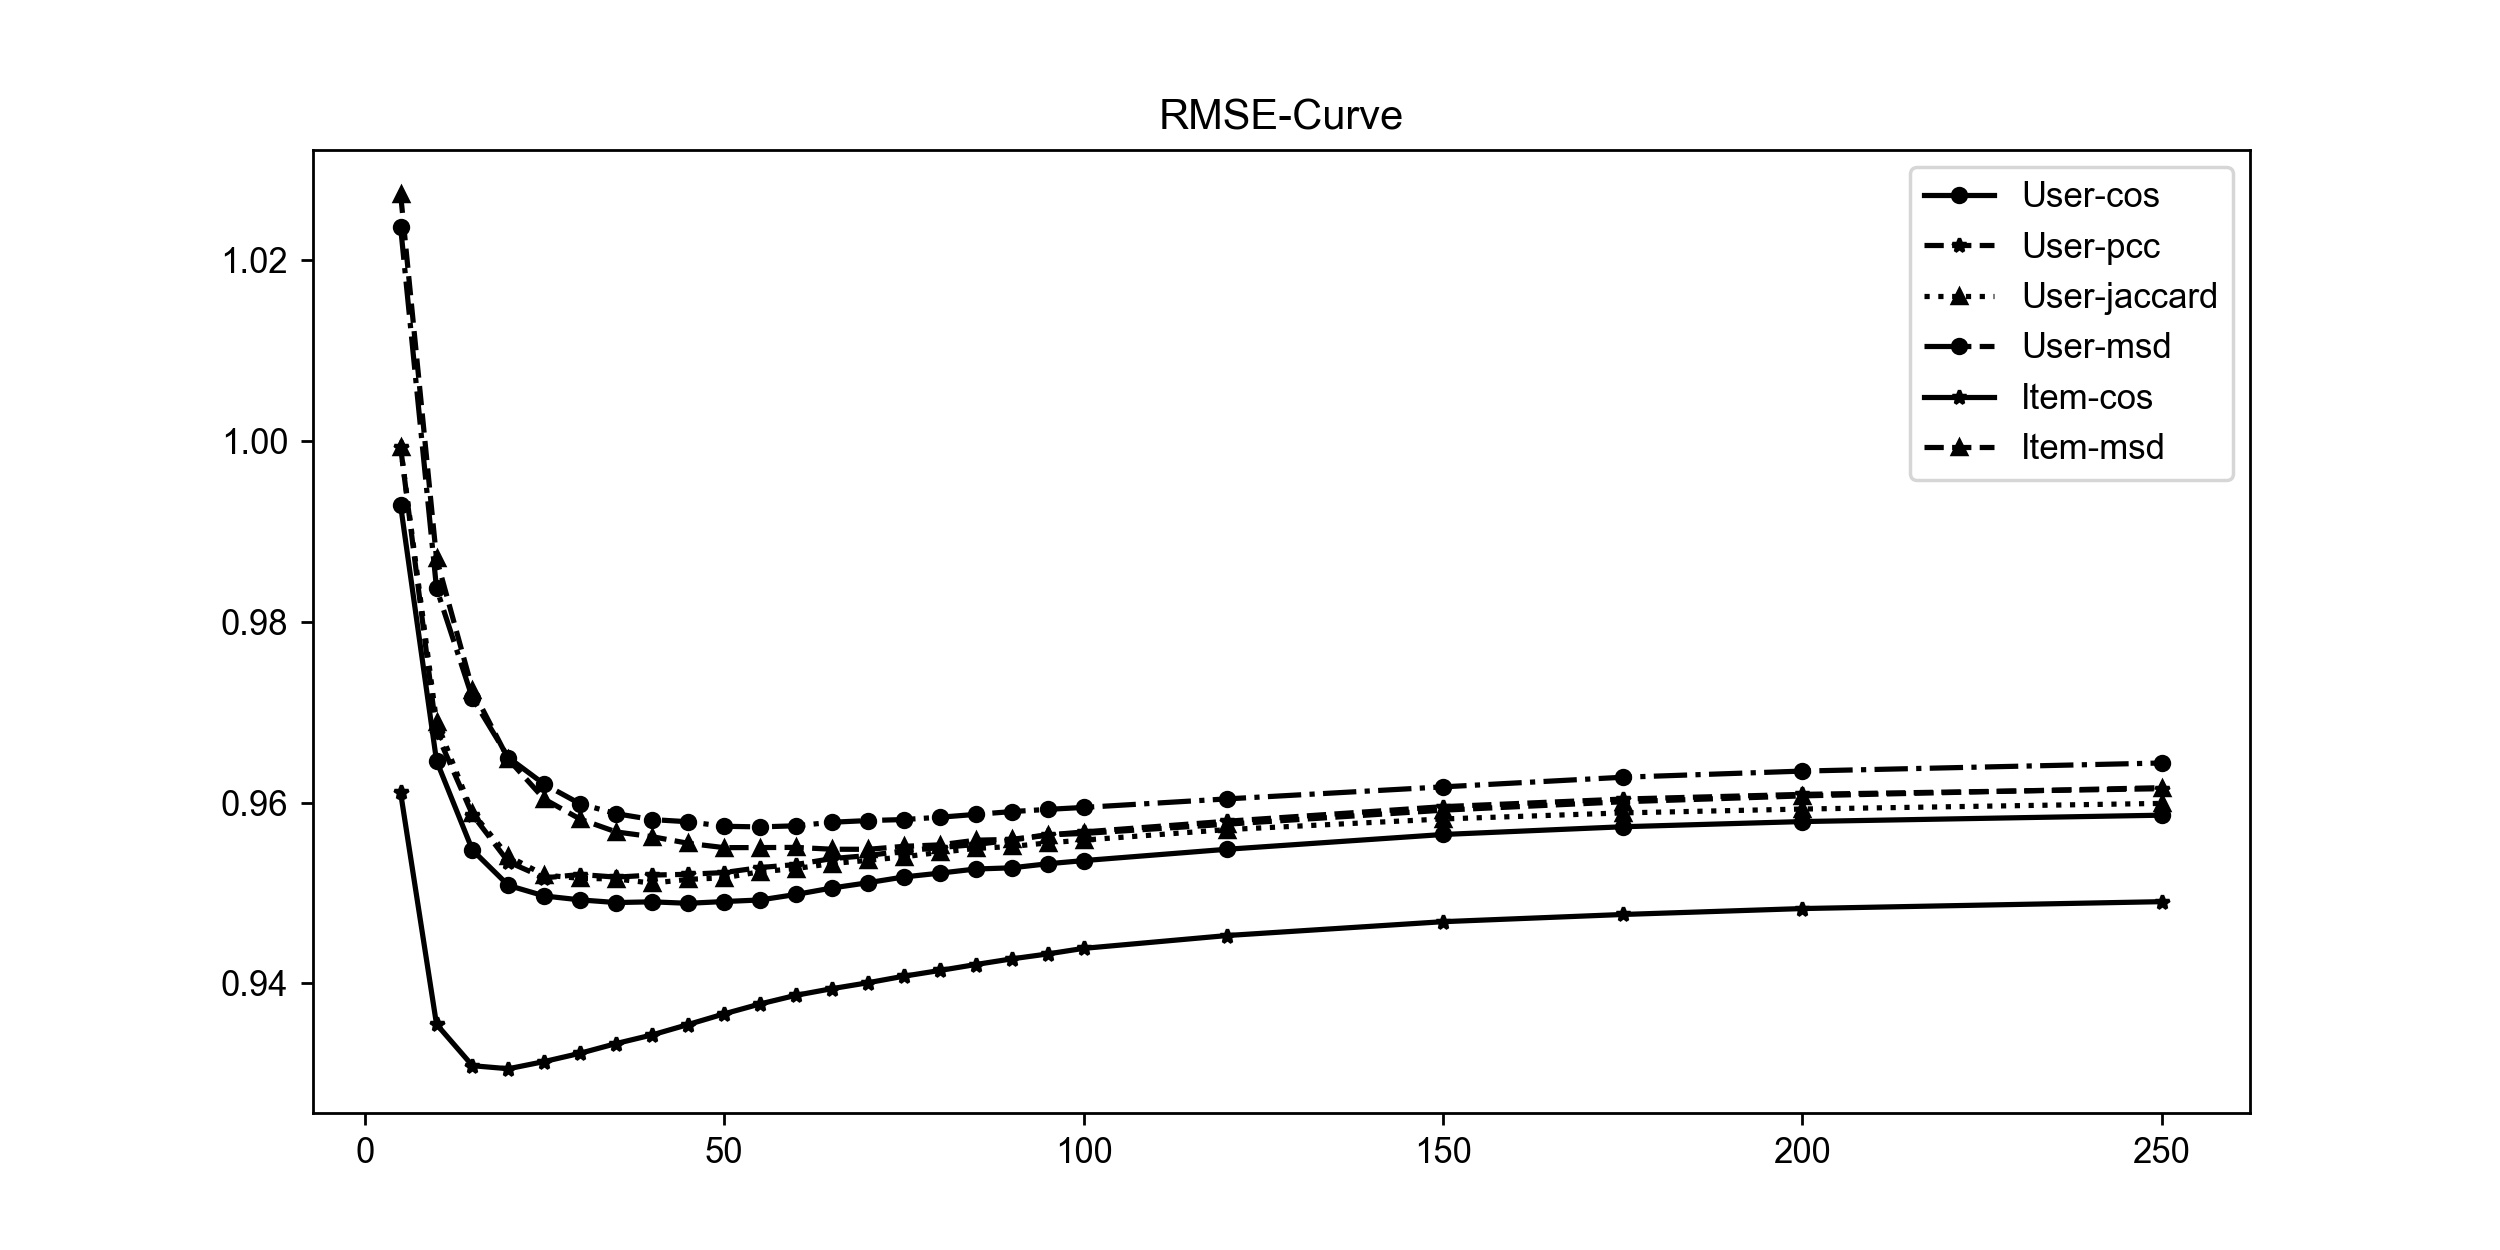 RMSE-Curve
User-cos
User-pcc
User-jaccard
User-msd
Item-cos
Item-msd
1.02
1.00
0.98
0.96
0.94
0 50 100 150 200 250